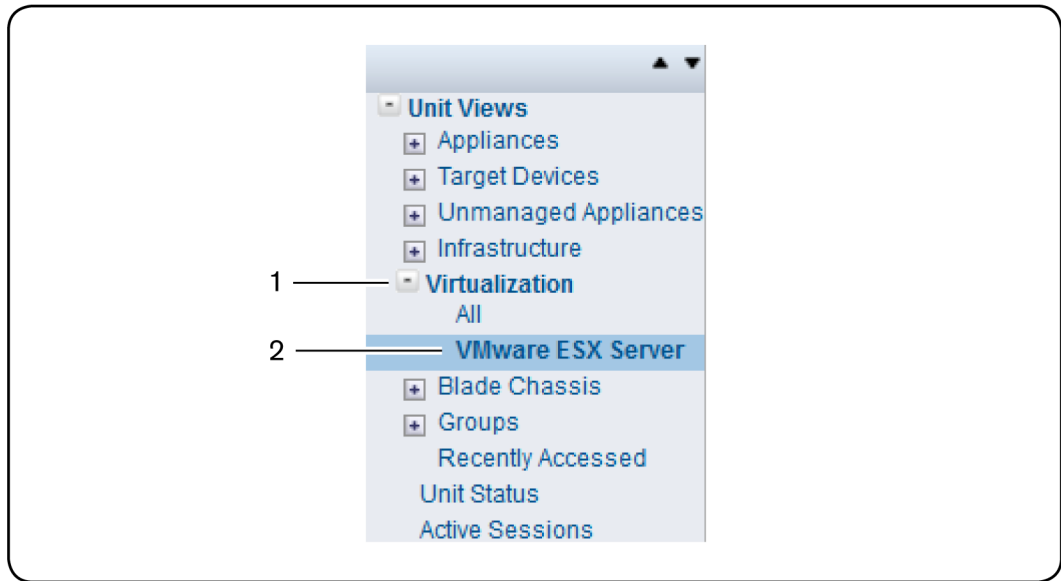 Unit Views
Appliances
Target Devices
Unmanaged Appliances
Infrastructure
1 Virtualization
All
2 VMware ESX Server
Blade Chassis
Groups
Recently Accessed
Unit Status
Active Sessions